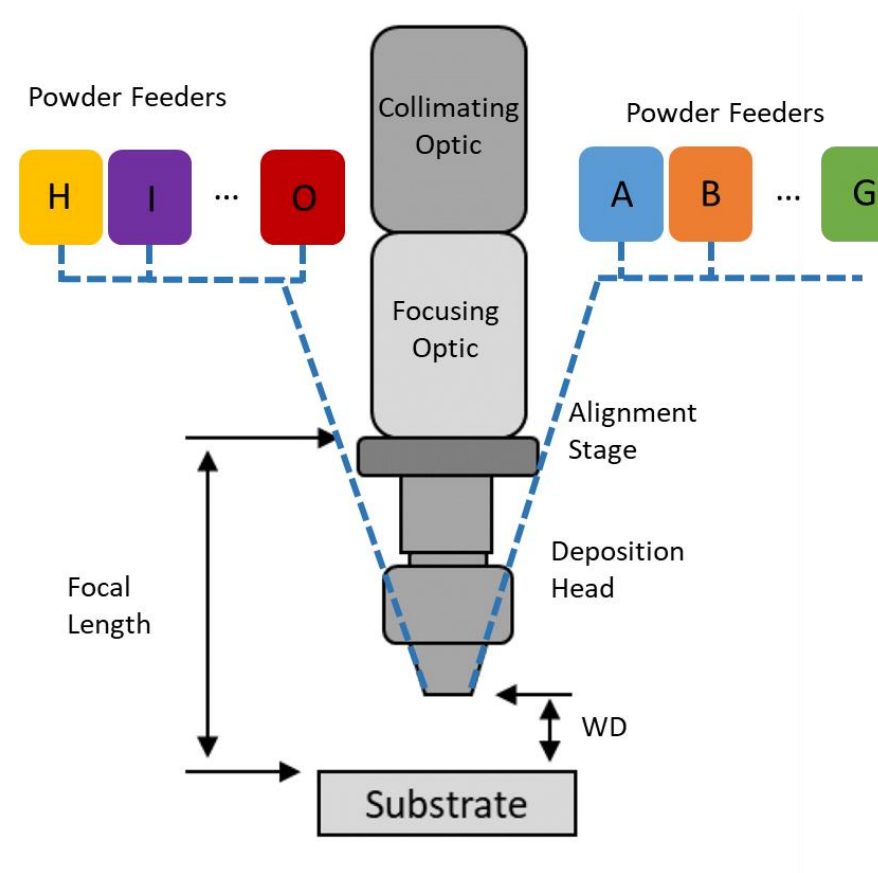 Collimating
Optic
Powder Feeders
Powder Feeders
H I ... O
A B ... G
Focusing
Optic
Alignment
Stage
Deposition
Head
Focal
Length
WD
Substrate